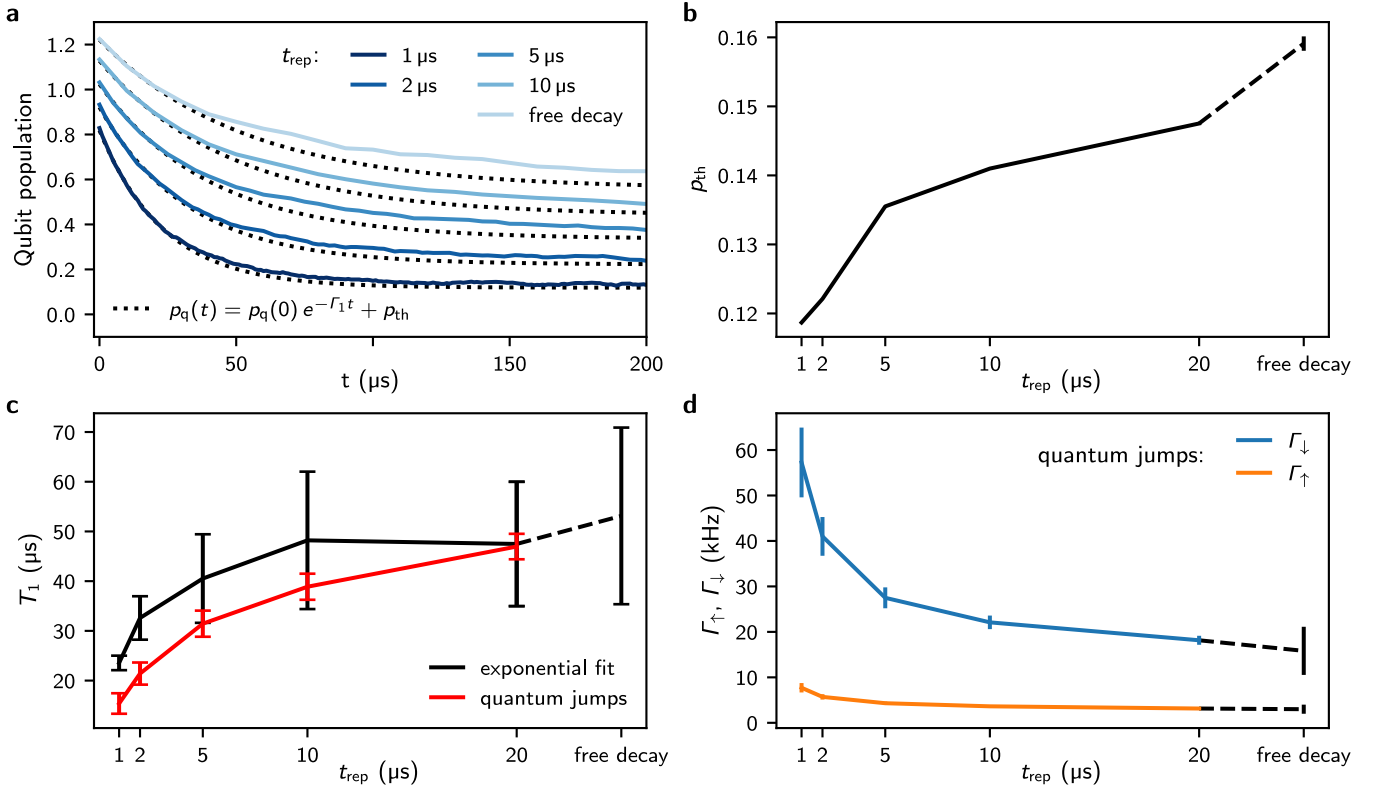 a
Qubit population
1.2
1.0
0.8
0.6
0.4
0.2
0.0
t_rep:
1 μs
2 μs
5 μs
10 μs
free decay
p_q(t) = p_q(0) e^{−Γ_1 t} + p_th
0 50 150 200
t (μs)
b
p_th
0.16
0.15
0.14
0.13
0.12
1 2 5 10 20 free decay
t_rep (μs)
c
T_1 (μs)
70
60
50
40
30
20
exponential fit
quantum jumps
1 2 5 10 20 free decay
t_rep (μs)
d
Γ_↑, Γ_↓ (kHz)
60
50
40
30
20
10
0
quantum jumps:
Γ_↓
Γ_↑
1 2 5 10 20 free decay
t_rep (μs)